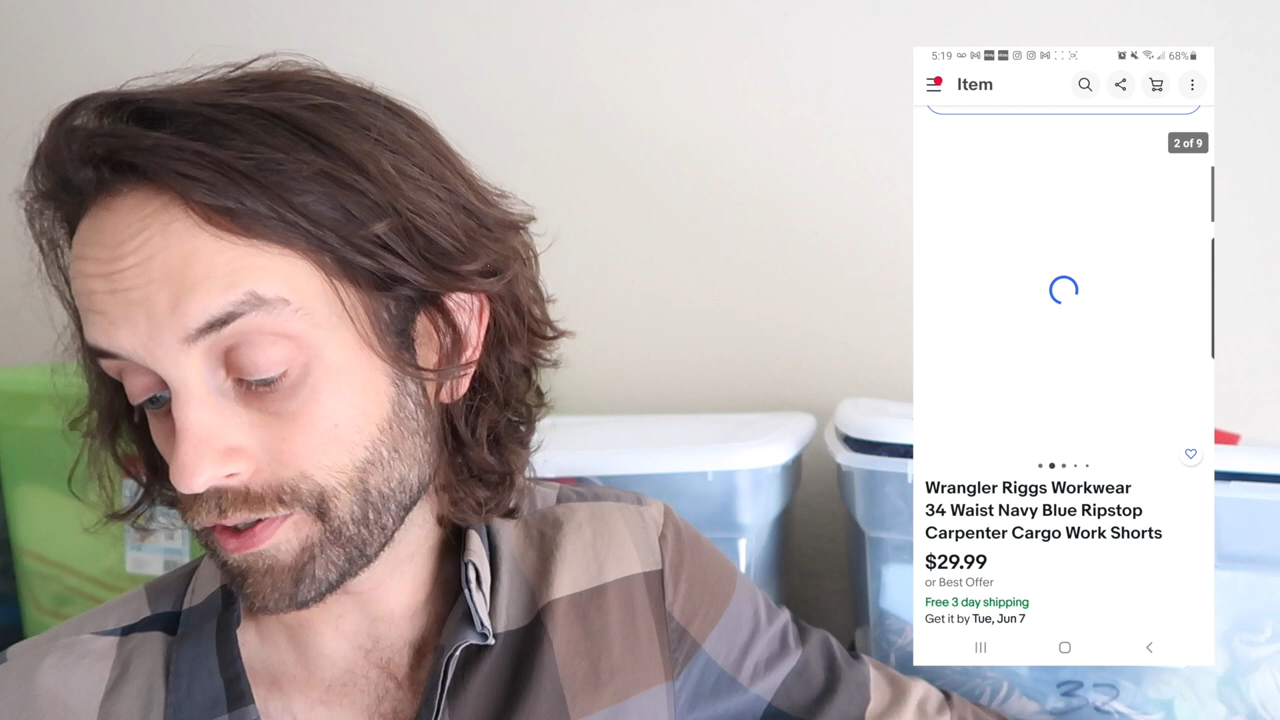 5:19
68%
Item
2 of 9
Wrangler Riggs Workwear
34 Waist Navy Blue Ripstop
Carpenter Cargo Work Shorts
$29.99
or Best Offer
Free 3 day shipping
Get it by Tue, Jun 7
32